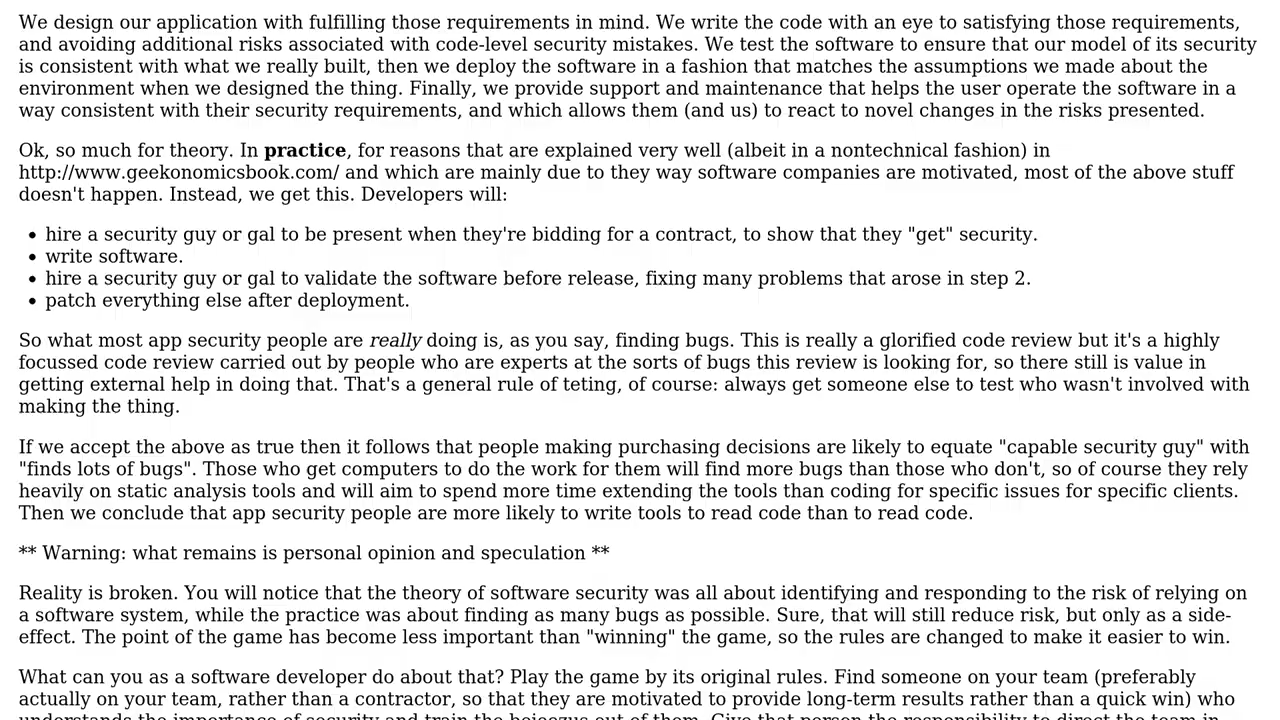 We design our application with fulfilling those requirements in mind. We write the code with an eye to satisfying those requirements,
and avoiding additional risks associated with code-level security mistakes. We test the software to ensure that our model of its security
is consistent with what we really built, then we deploy the software in a fashion that matches the assumptions we made about the
environment when we designed the thing. Finally, we provide support and maintenance that helps the user operate the software in a
way consistent with their security requirements, and which allows them (and us) to react to novel changes in the risks presented.
Ok, so much for theory. In practice, for reasons that are explained very well (albeit in a nontechnical fashion) in
http://www.geekonomicsbook.com/ and which are mainly due to they way software companies are motivated, most of the above stuff
doesn't happen. Instead, we get this. Developers will:
• hire a security guy or gal to be present when they're bidding for a contract, to show that they "get" security.
• write software.
• hire a security guy or gal to validate the software before release, fixing many problems that arose in step 2.
• patch everything else after deployment.
So what most app security people are really doing is, as you say, finding bugs. This is really a glorified code review but it's a highly
focussed code review carried out by people who are experts at the sorts of bugs this review is looking for, so there still is value in
getting external help in doing that. That's a general rule of teting, of course: always get someone else to test who wasn't involved with
making the thing.
If we accept the above as true then it follows that people making purchasing decisions are likely to equate "capable security guy" with
"finds lots of bugs". Those who get computers to do the work for them will find more bugs than those who don't, so of course they rely
heavily on static analysis tools and will aim to spend more time extending the tools than coding for specific issues for specific clients.
Then we conclude that app security people are more likely to write tools to read code than to read code.
** Warning: what remains is personal opinion and speculation **
Reality is broken. You will notice that the theory of software security was all about identifying and responding to the risk of relying on
a software system, while the practice was about finding as many bugs as possible. Sure, that will still reduce risk, but only as a side-
effect. The point of the game has become less important than "winning" the game, so the rules are changed to make it easier to win.
What can you as a software developer do about that? Play the game by its original rules. Find someone on your team (preferably
actually on your team, rather than a contractor, so that they are motivated to provide long-term results rather than a quick win) who
understands the importance of security and train the bejeezus out of them. Give that person the responsibility to direct the team in